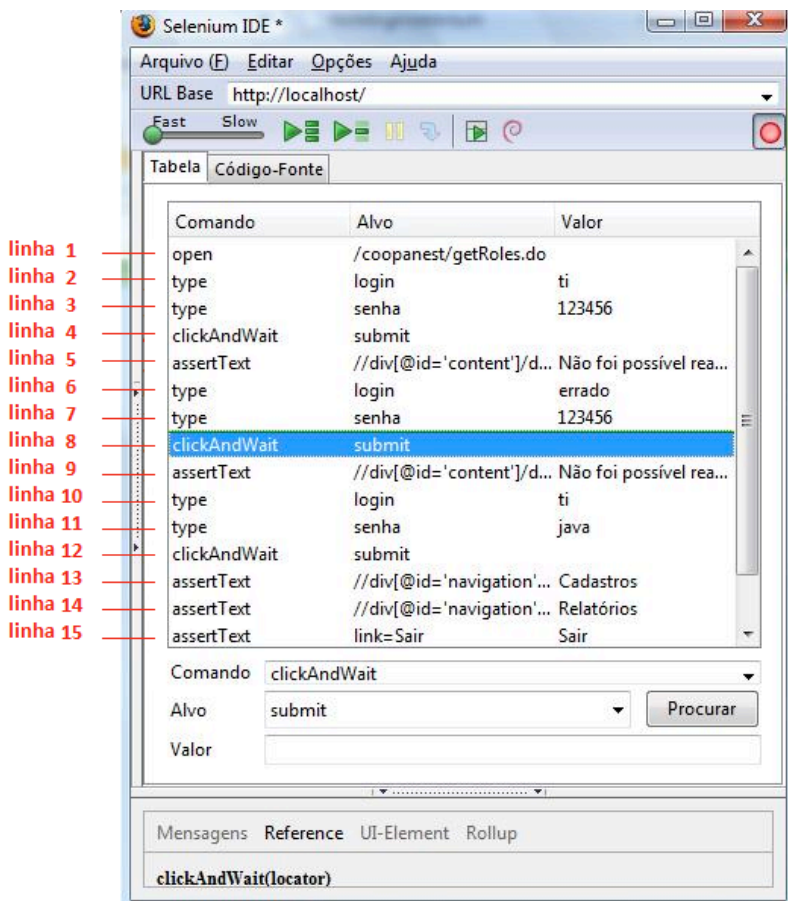 Selenium IDE *
Arquivo (F) Editar Opções Ajuda
URL Base http://localhost/
Fast Slow
Tabela Código-Fonte
Comando Alvo Valor
linha 1 open /coopanest/getRoles.do
linha 2 type login ti
linha 3 type senha 123456
linha 4 clickAndWait submit
linha 5 assertText //div[@id='content']/d... Não foi possível rea...
linha 6 type login errado
linha 7 type senha 123456
linha 8 clickAndWait submit
linha 9 assertText //div[@id='content']/d... Não foi possível rea...
linha 10 type login ti
linha 11 type senha java
linha 12 clickAndWait submit
linha 13 assertText //div[@id='navigation'... Cadastros
linha 14 assertText //div[@id='navigation'... Relatórios
linha 15 assertText link=Sair Sair
Comando clickAndWait
Alvo submit Procurar
Valor
Mensagens Reference UI-Element Rollup
clickAndWait(locator)